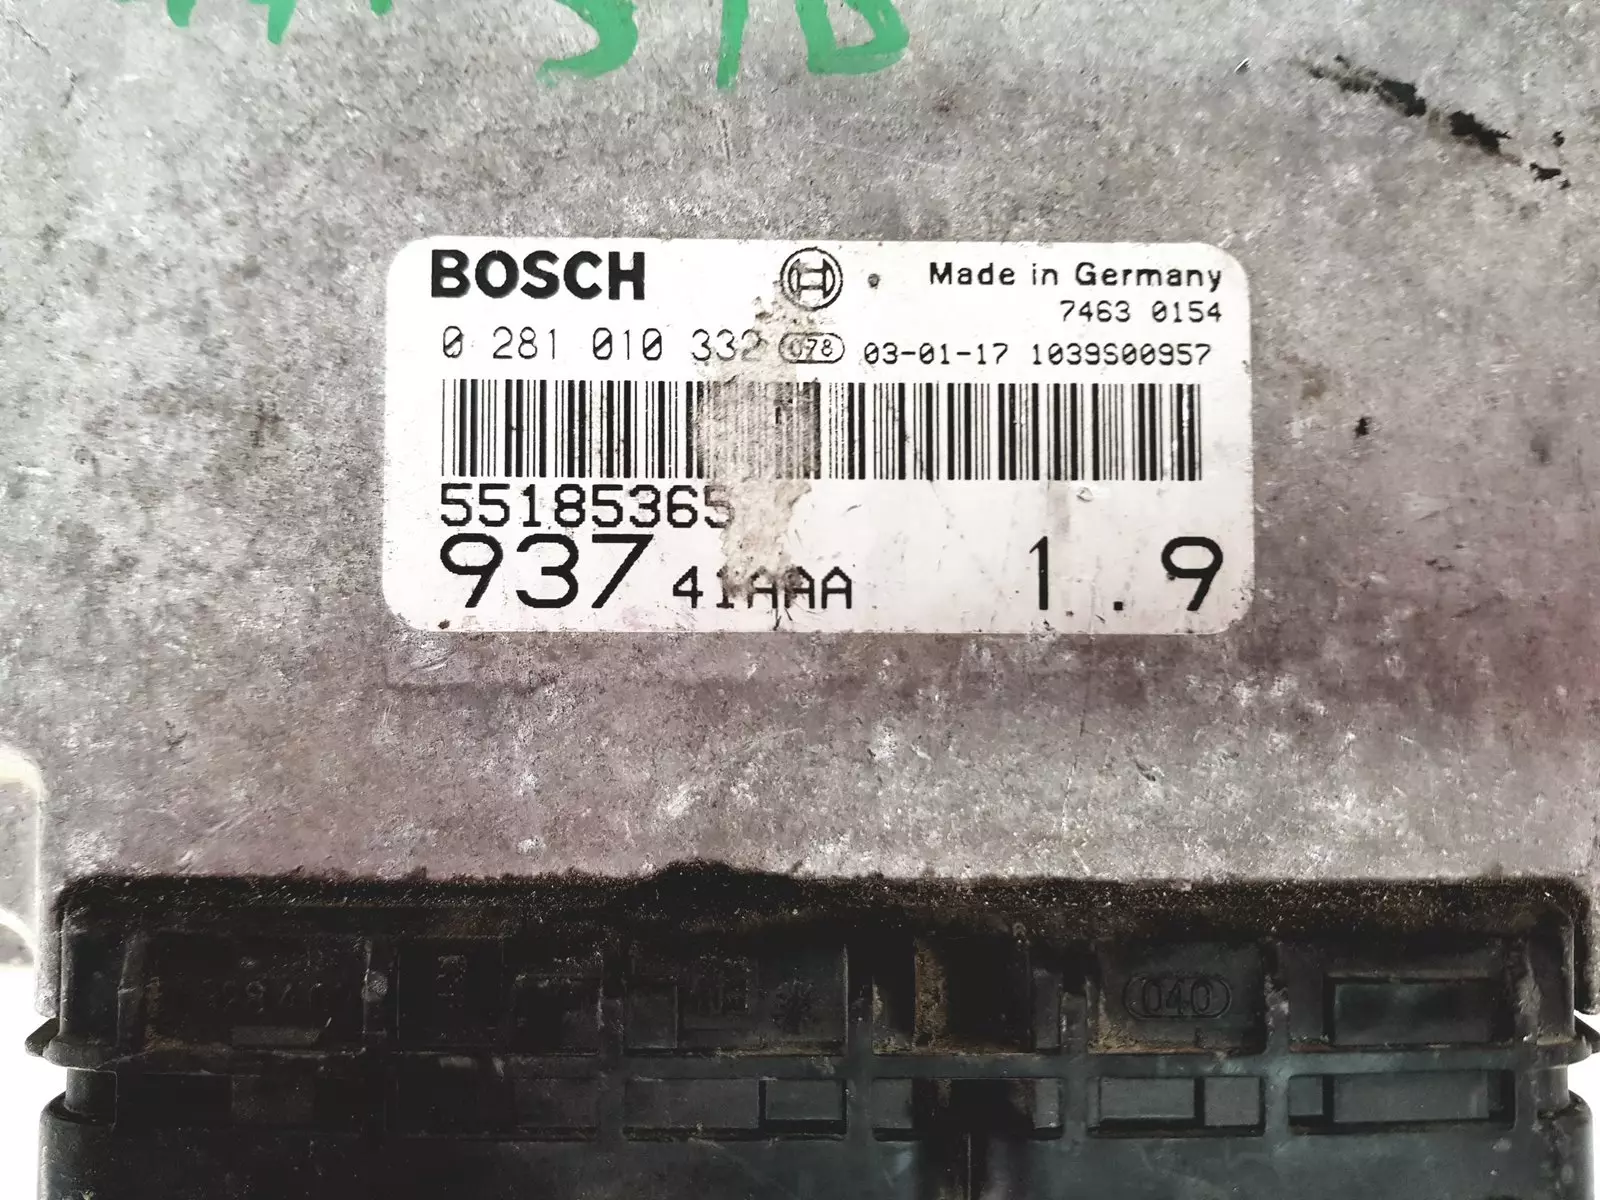 STD
BOSCH
Made in Germany
7463 0154
0 281 010 332 078 03-01-17 1039S00957
55185365
937 41AAA 1.9
040